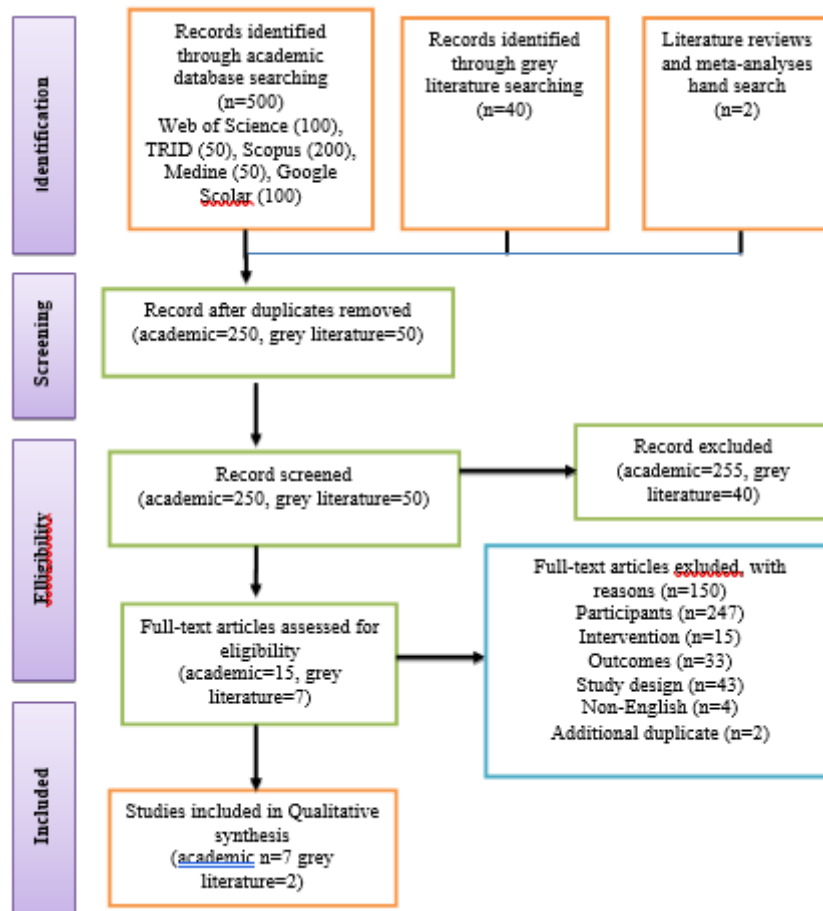 Identification
Records identified
through academic
database searching
(n=500)
Web of Science (100),
TRID (50), Scopus (200),
Medine (50), Google
Scolar (100)
Records identified
through grey
literature searching
(n=40)
Literature reviews
and meta-analyses
hand search
(n=2)
Screening
Record after duplicates removed
(academic=250, grey literature=50)
Elligibility
Record screened
(academic=250, grey literature=50)
Record excluded
(academic=255, grey
literature=40)
Full-text articles assessed for
eligibility
(academic=15, grey
literature=7)
Full-text articles exluded, with
reasons (n=150)
Participants (n=247)
Intervention (n=15)
Outcomes (n=33)
Study design (n=43)
Non-English (n=4)
Additional duplicate (n=2)
Included
Studies included in Qualitative
synthesis
(academic n=7 grey
literature=2)